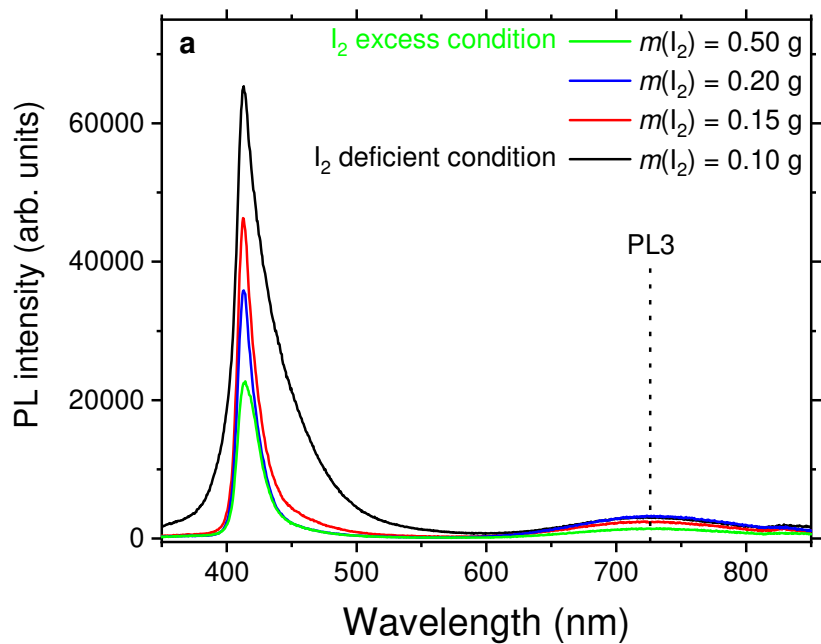 a
I₂ excess condition
m(I₂) = 0.50 g
m(I₂) = 0.20 g
m(I₂) = 0.15 g
I₂ deficient condition
m(I₂) = 0.10 g
PL3
PL intensity (arb. units)
60000
40000
20000
0
400 500 600 700 800
Wavelength (nm)